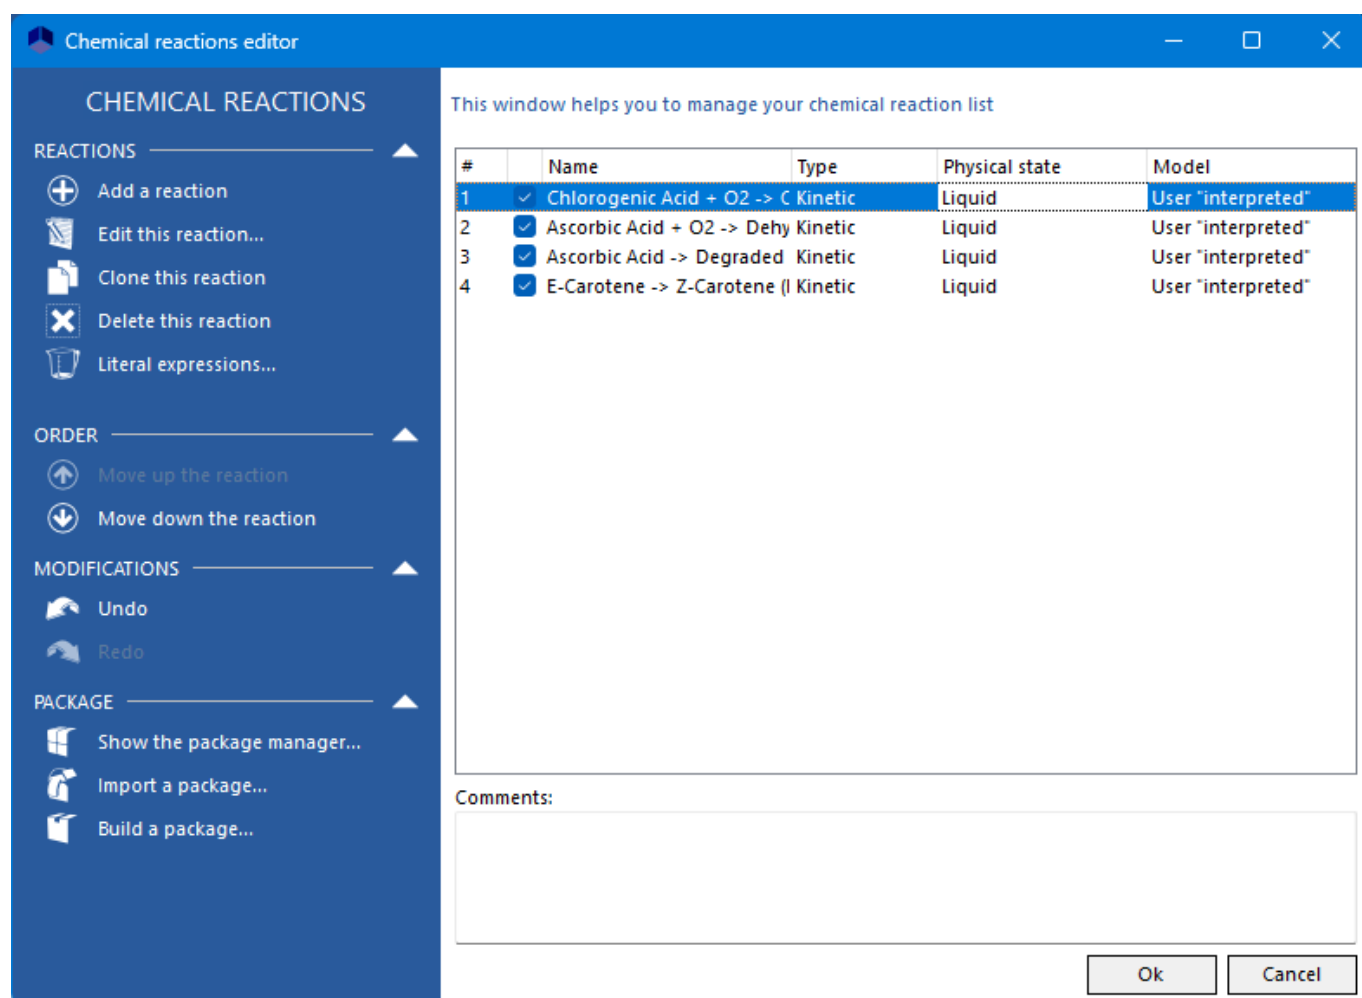 Chemical reactions editor
CHEMICAL REACTIONS
REACTIONS
Add a reaction
Edit this reaction...
Clone this reaction
Delete this reaction
Literal expressions...
ORDER
Move up the reaction
Move down the reaction
MODIFICATIONS
Undo
Redo
PACKAGE
Show the package manager...
Import a package...
Build a package...
This window helps you to manage your chemical reaction list
# Name Type Physical state Model
1 Chlorogenic Acid + O2 -> C Kinetic Liquid User "interpreted"
2 Ascorbic Acid + O2 -> Dehy Kinetic Liquid User "interpreted"
3 Ascorbic Acid -> Degraded Kinetic Liquid User "interpreted"
4 E-Carotene -> Z-Carotene ( Kinetic Liquid User "interpreted"
Comments:
Ok Cancel